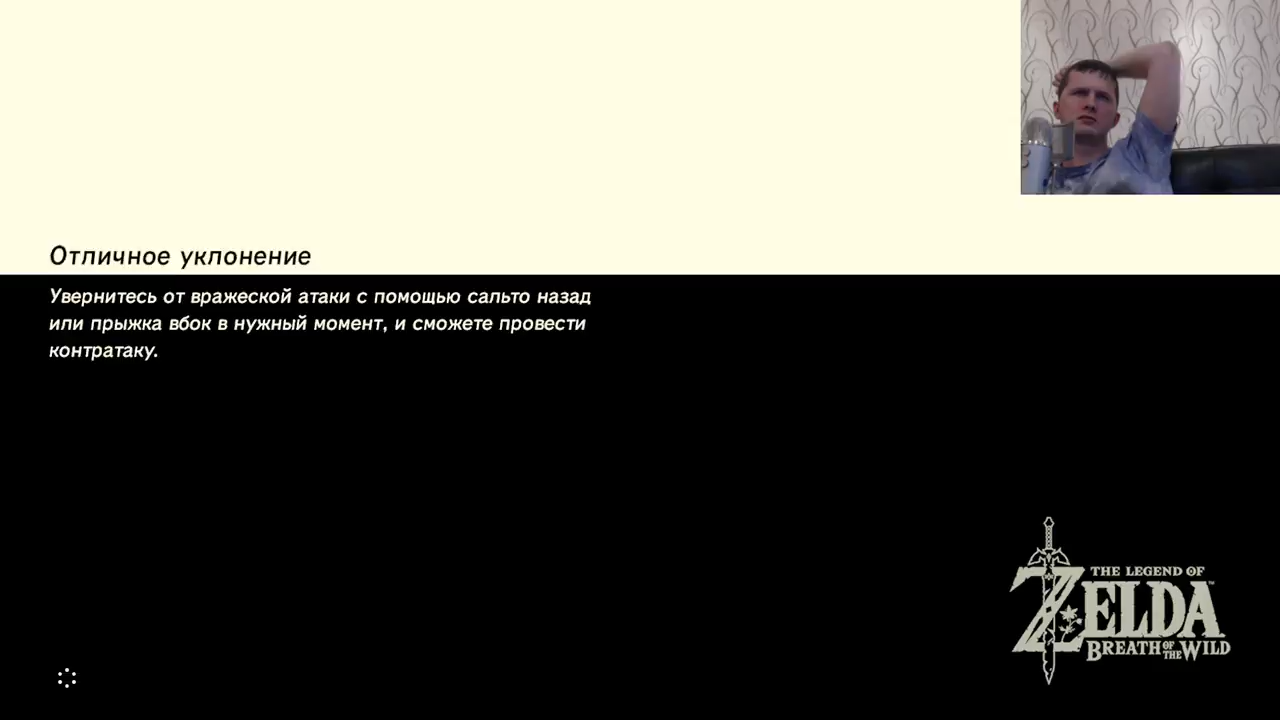 Отличное уклонение
Увернитесь от вражеской атаки с помощью сальто назад
или прыжка вбок в нужный момент, и сможете провести
контратаку.
THE LEGEND OF
ZELDA
BREATH OF THE WILD